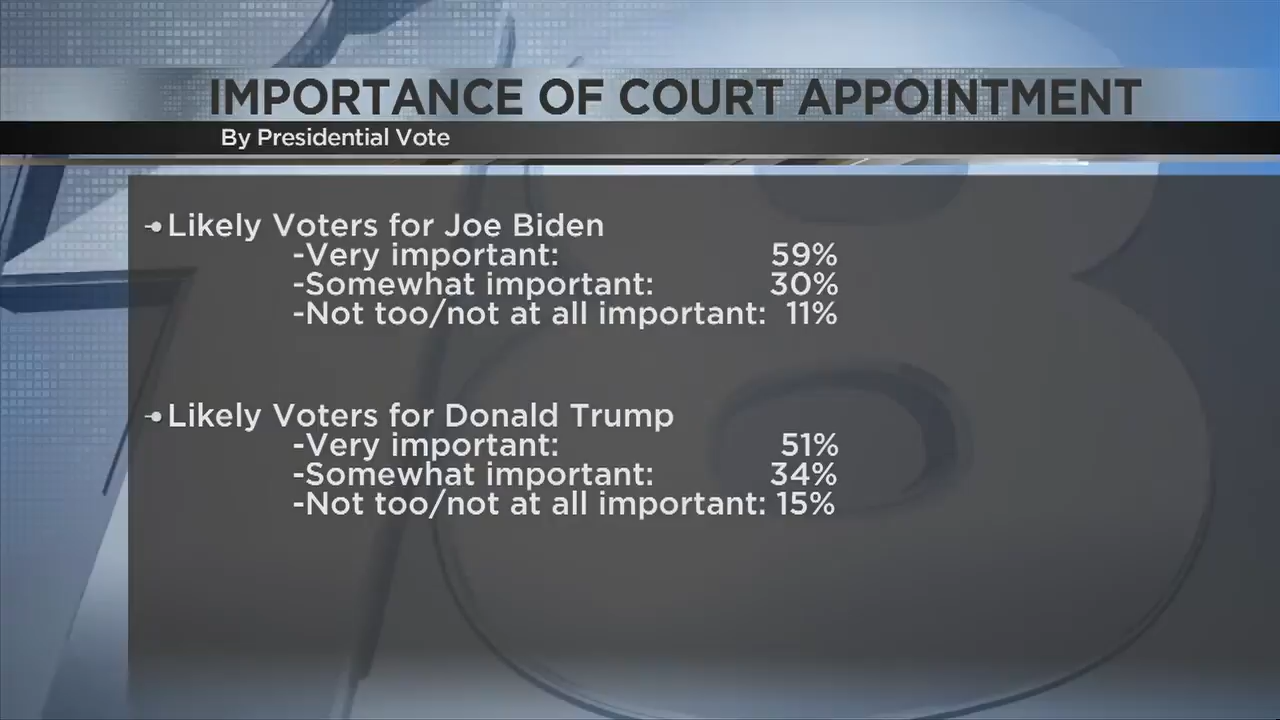 IMPORTANCE OF COURT APPOINTMENT
By Presidential Vote
Likely Voters for Joe Biden
-Very important: 59%
-Somewhat important: 30%
-Not too/not at all important: 11%
Likely Voters for Donald Trump
-Very important: 51%
-Somewhat important: 34%
-Not too/not at all important: 15%